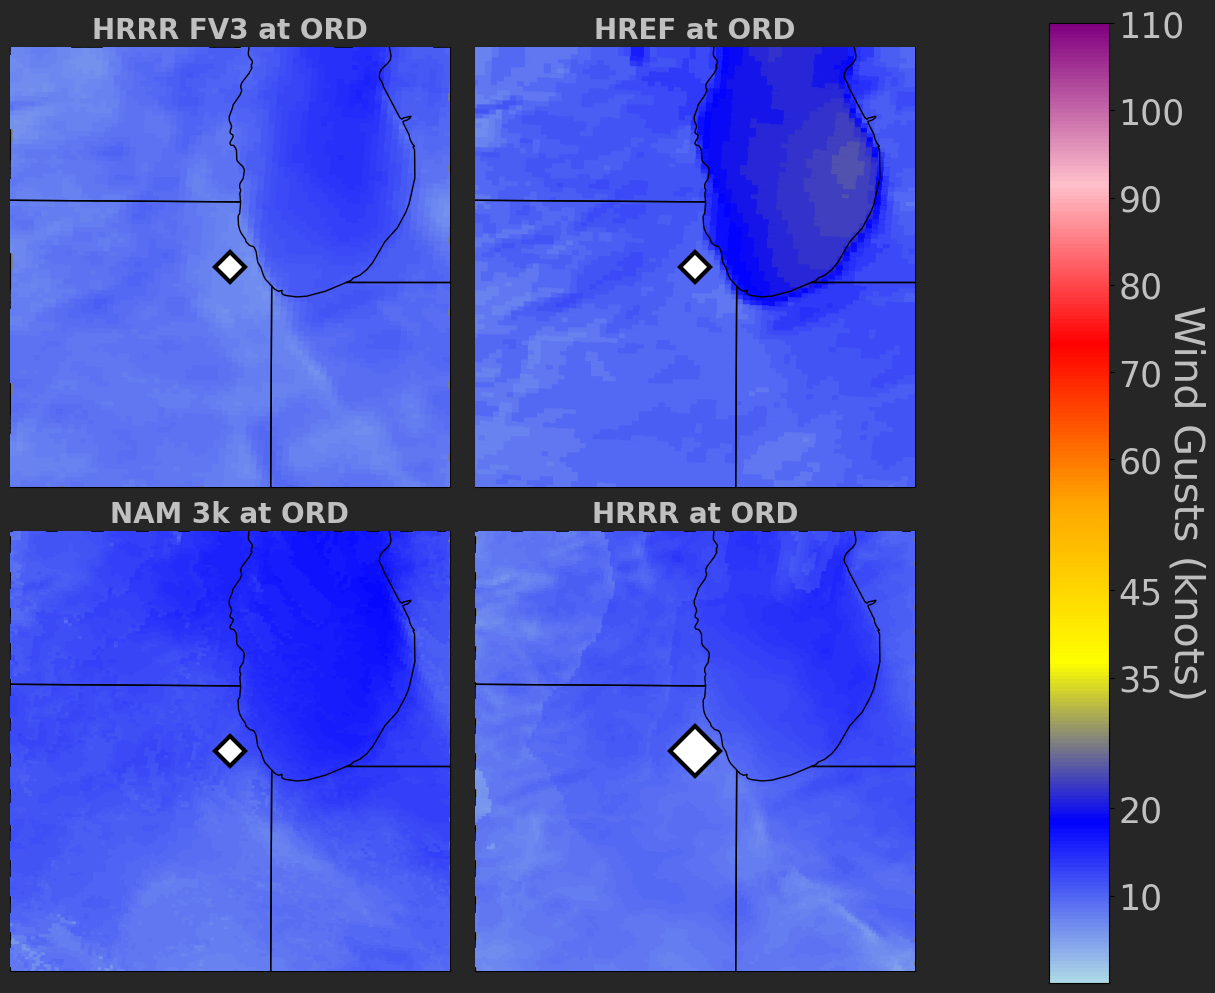 HRRR FV3 at ORD
HREF at ORD
NAM 3k at ORD
HRRR at ORD
110
100
90
80
70
60
45
35
20
10
Wind Gusts (knots)